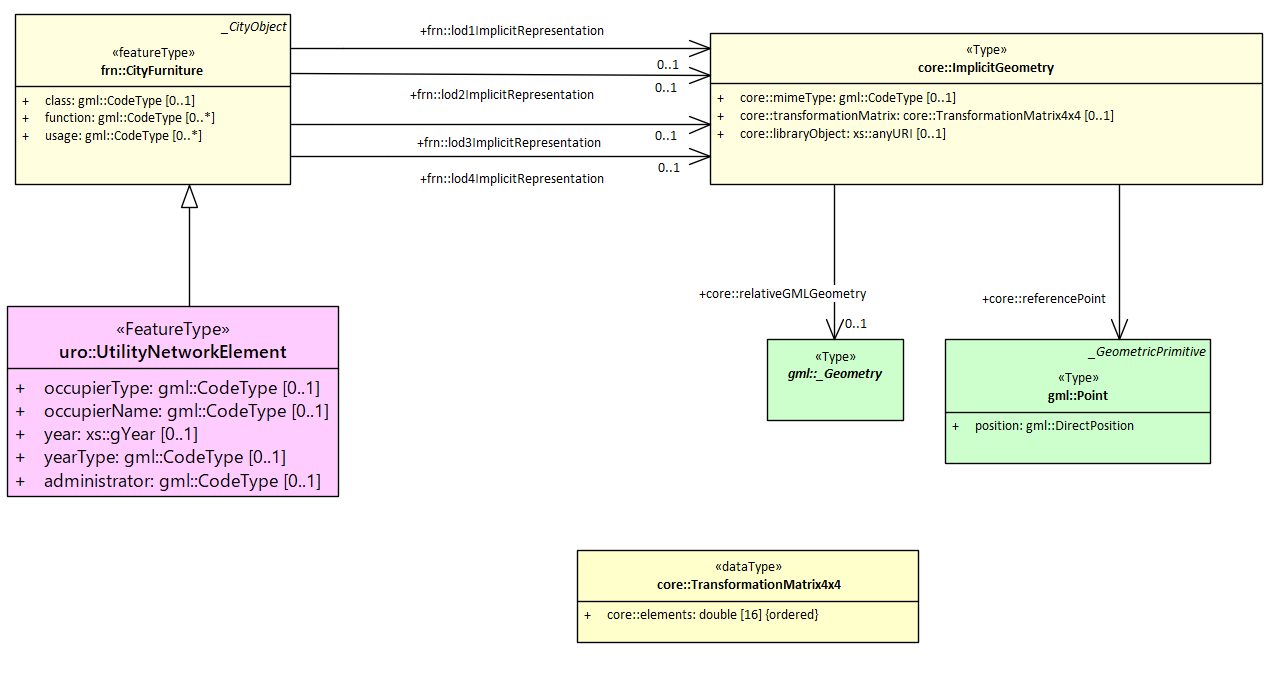 _CityObject
«featureType»
frn::CityFurniture
+ class: gml::CodeType [0..1]
+ function: gml::CodeType [0..*]
+ usage: gml::CodeType [0..*]
+frn::lod1ImplicitRepresentation
0..1
+frn::lod2ImplicitRepresentation
0..1
+frn::lod3ImplicitRepresentation
0..1
+frn::lod4ImplicitRepresentation
0..1
«Type»
core::ImplicitGeometry
+ core::mimeType: gml::CodeType [0..1]
+ core::transformationMatrix: core::TransformationMatrix4x4 [0..1]
+ core::libraryObject: xs::anyURI [0..1]
+core::relativeGMLGeometry
0..1
+core::referencePoint
«FeatureType»
uro::UtilityNetworkElement
+ occupierType: gml::CodeType [0..1]
+ occupierName: gml::CodeType [0..1]
+ year: xs::gYear [0..1]
+ yearType: gml::CodeType [0..1]
+ administrator: gml::CodeType [0..1]
«Type»
gml::_Geometry
_GeometricPrimitive
«Type»
gml::Point
+ position: gml::DirectPosition
«dataType»
core::TransformationMatrix4x4
+ core::elements: double [16] {ordered}